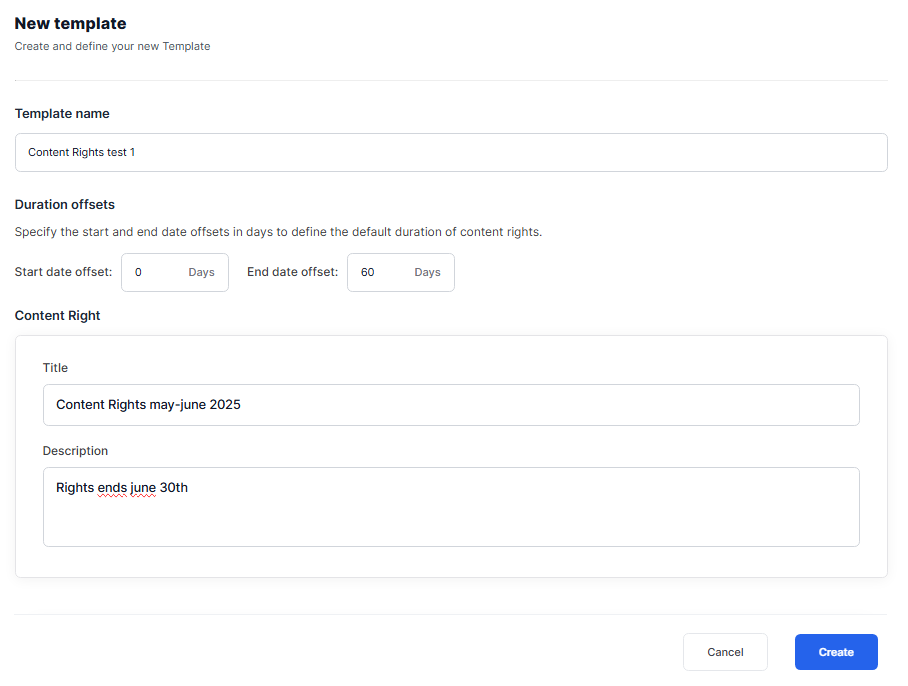 New template
Create and define your new Template
Template name
Content Rights test 1
Duration offsets
Specify the start and end date offsets in days to define the default duration of content rights.
Start date offset: 0 Days End date offset: 60 Days
Content Right
Title
Content Rights may-june 2025
Description
Rights ends june 30th
Cancel Create